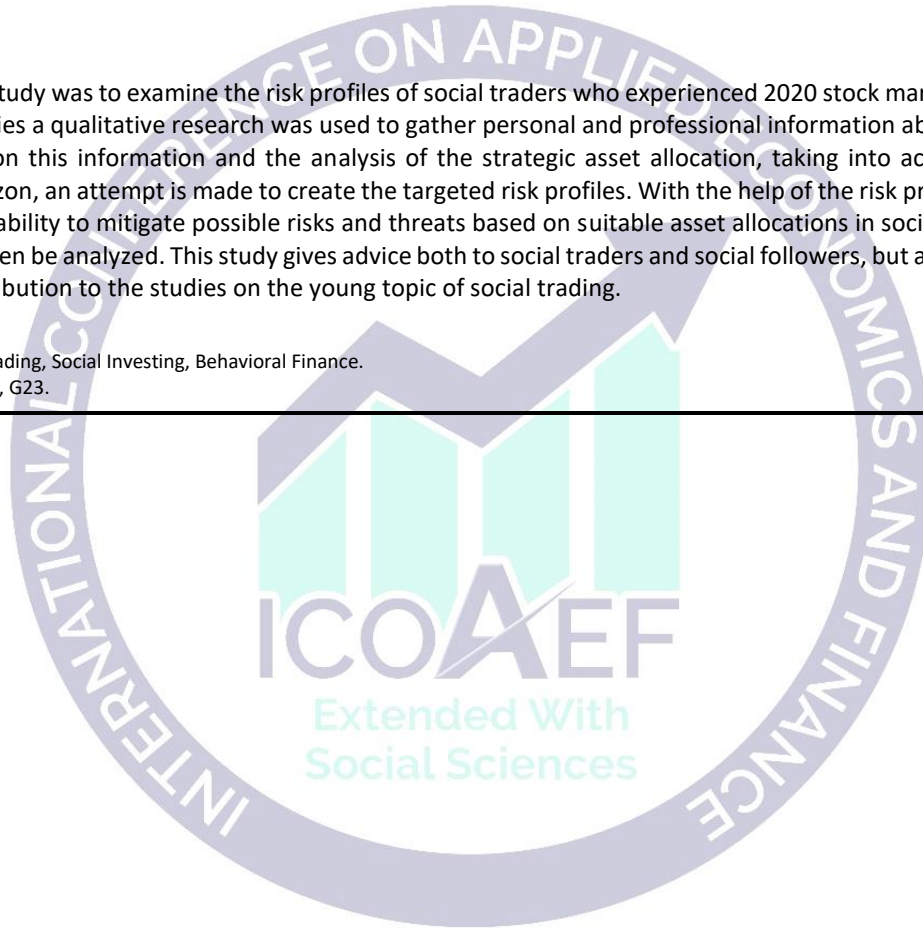 tudy was to examine the risk profiles of social traders who experienced 2020 stock mar
ies a qualitative research was used to gather personal and professional information ab
on this information and the analysis of the strategic asset allocation, taking into ac
zon, an attempt is made to create the targeted risk profiles. With the help of the risk pr
ability to mitigate possible risks and threats based on suitable asset allocations in soci
en be analyzed. This study gives advice both to social traders and social followers, but a
bution to the studies on the young topic of social trading.
ading, Social Investing, Behavioral Finance.
, G23.
INTERNATIONAL CONFERENCE ON APPLIED ECONOMICS AND FINANCE
ICOAEF
Extended With
Social Sciences